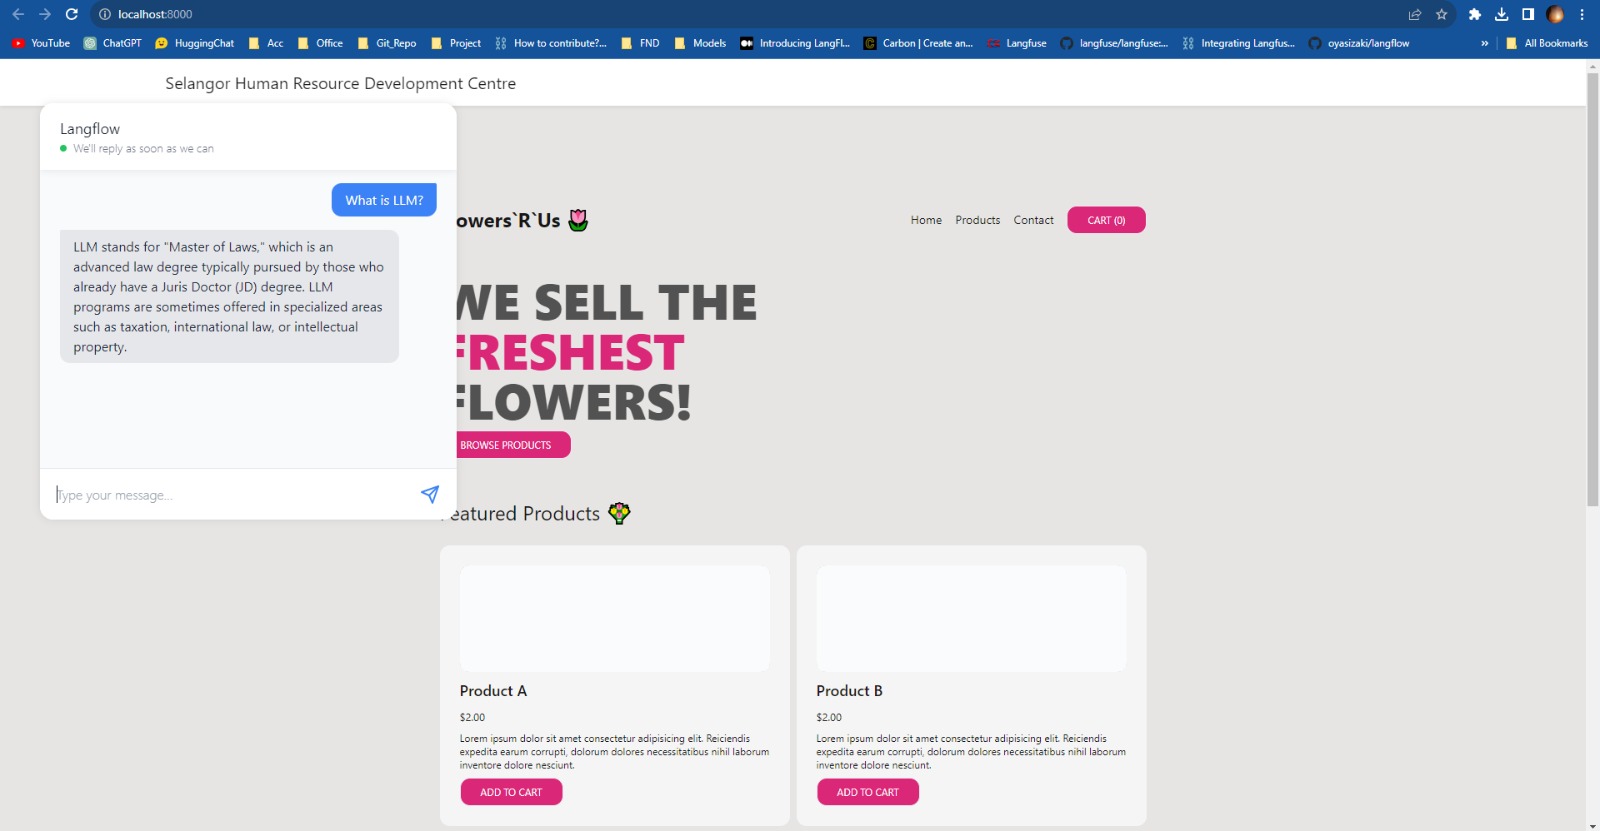 localhost:8000
YouTube
ChatGPT
HuggingChat
Acc
Office
Git_Repo
Project
How to contribute?...
FND
Models
Introducing LangFl...
Carbon | Create an...
Langfuse
langfuse/langfuse:...
Integrating Langfus...
oyasizaki/langflow
»
All Bookmarks
Selangor Human Resource Development Centre
Langflow
We'll reply as soon as we can
What is LLM?
LLM stands for "Master of Laws," which is an
advanced law degree typically pursued by those who
already have a Juris Doctor (JD) degree. LLM
programs are sometimes offered in specialized areas
such as taxation, international law, or intellectual
property.
Type your message...
owers`R`Us
Home
Products
Contact
CART (0)
WE SELL THE
FRESHEST
FLOWERS!
BROWSE PRODUCTS
eatured Products
Product A
$2.00
Lorem ipsum dolor sit amet consectetur adipisicing elit. Reiciendis
expedita earum corrupti, dolorum dolores necessitatibus nihil laborum
inventore dolore nesciunt.
ADD TO CART
Product B
$2.00
Lorem ipsum dolor sit amet consectetur adipisicing elit. Reiciendis
expedita earum corrupti, dolorum dolores necessitatibus nihil laborum
inventore dolore nesciunt.
ADD TO CART